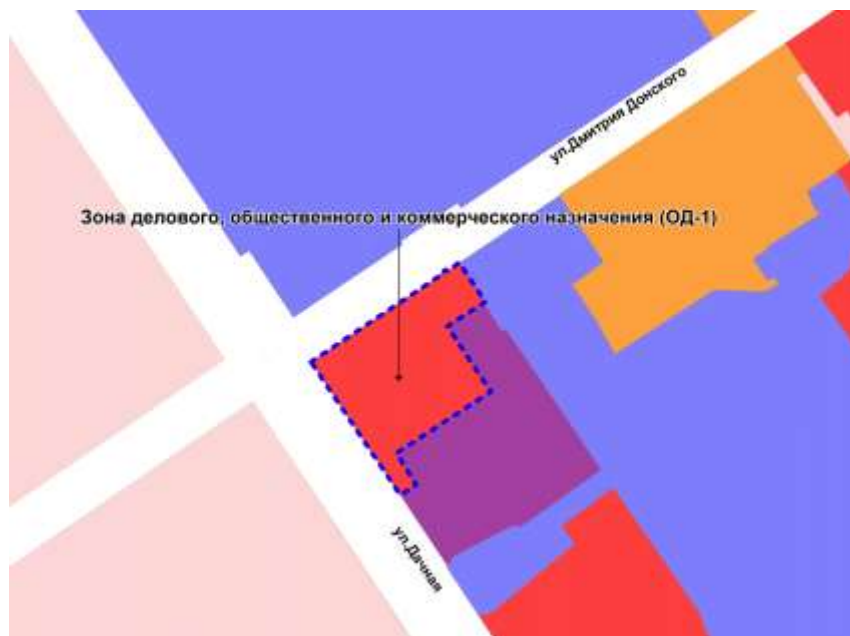 ул.Дмитрия Донского
Зона делового, общественного и коммерческого назначения (ОД-1)
ул.Дачная